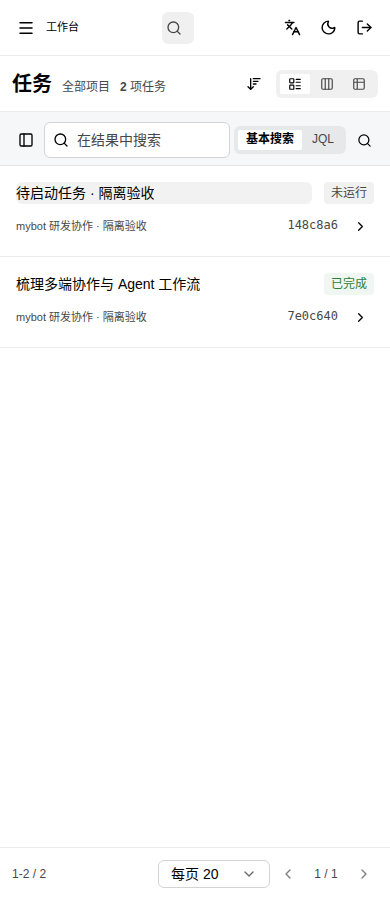 工作台
任务 全部项目 2 项任务
在结果中搜索 基本搜索 JQL
待启动任务 · 隔离验收 未运行
mybot 研发协作 · 隔离验收 148c8a6
梳理多端协作与 Agent 工作流 已完成
mybot 研发协作 · 隔离验收 7e0c640
1-2 / 2 每页 20 1 / 1